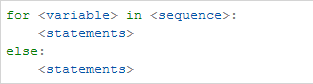 for <variable> in <sequence>:
    <statements>
else:
    <statements>